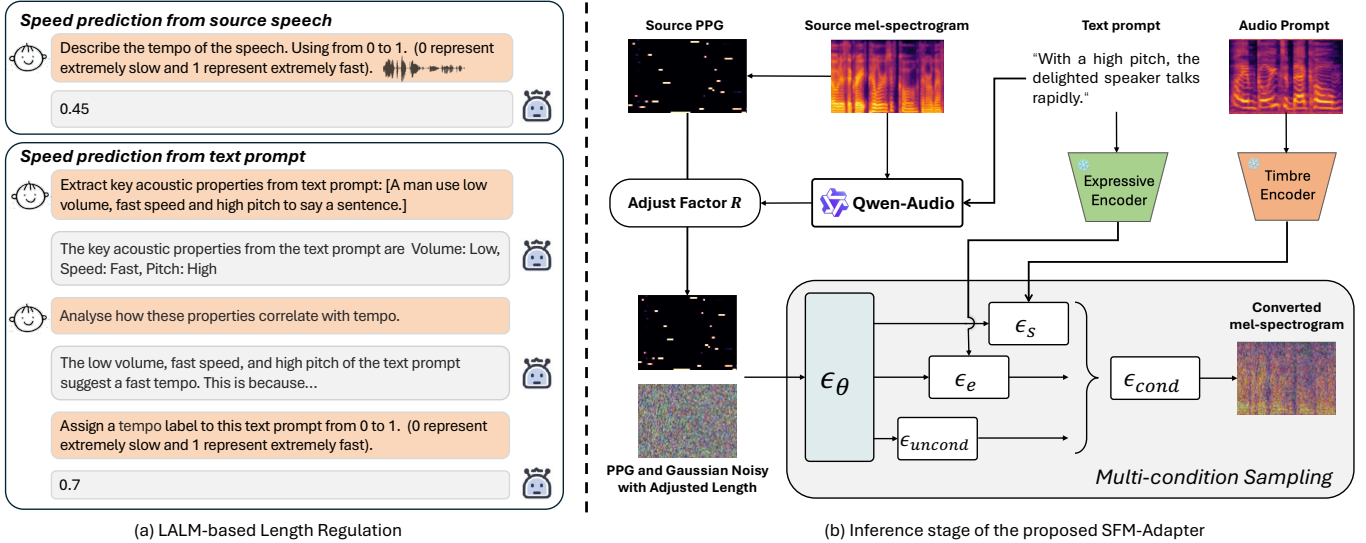 Speed prediction from source speech
Describe the tempo of the speech. Using from 0 to 1. (0 represent
extremely slow and 1 represent extremely fast).
0.45
Speed prediction from text prompt
Extract key acoustic properties from text prompt: [A man use low
volume, fast speed and high pitch to say a sentence.]
The key acoustic properties from the text prompt are Volume: Low,
Speed: Fast, Pitch: High
Analyse how these properties correlate with tempo.
The low volume, fast speed, and high pitch of the text prompt
suggest a fast tempo. This is because...
Assign a tempo label to this text prompt from 0 to 1. (0 represent
extremely slow and 1 represent extremely fast).
0.7
(a) LALM-based Length Regulation
Source PPG
Source mel-spectrogram
Text prompt
Audio Prompt
"With a high pitch, the
delighted speaker talks
rapidly."
Adjust Factor R
Qwen-Audio
Expressive
Encoder
Timbre
Encoder
PPG and Gaussian Noisy
with Adjusted Length
ϵ_θ
ϵ_s
ϵ_e
ϵ_uncond
ϵ_cond
Converted
mel-spectrogram
Multi-condition Sampling
(b) Inference stage of the proposed SFM-Adapter